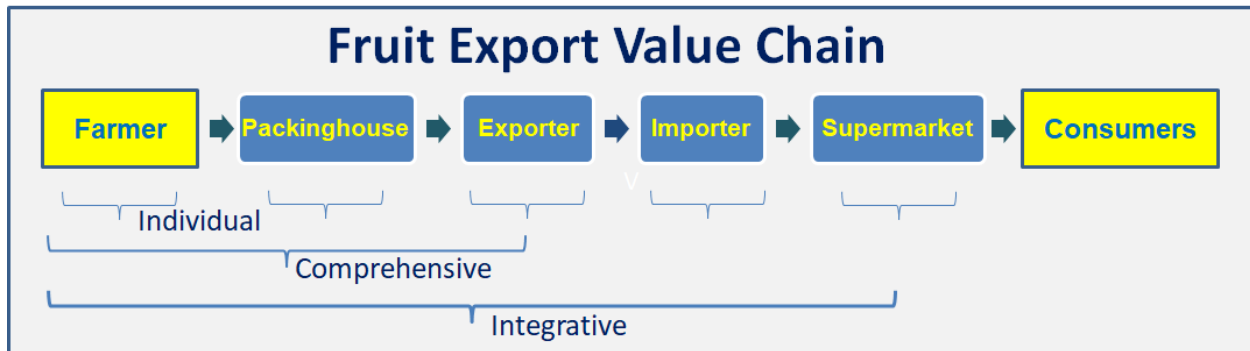 Fruit Export Value Chain
Farmer Packinghouse Exporter Importer Supermarket Consumers
V
Individual
Comprehensive
Integrative